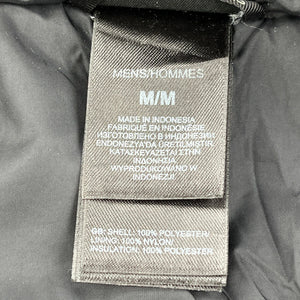 MENS/HOMMES
M/M
MADE IN INDONESIA
FABRIQUÉ EN INDONÉSIE
ИЗГОТОВЛЕНО В ИНДОНЕЗИИ
ENDONEZYA'DA ÜRETILMISTIR.
ΚΑΤΑΣΚΕΥΑΖΕΤΑΙ ΣΤΗΝ
ΙΝΔΟΝΗΣΙΑ
WYPRODUKOWANO W
INDONEZJI
GB: SHELL: 100% POLYESTER/
LINING: 100% NYLON/
INSULATION: 100% POLYESTER